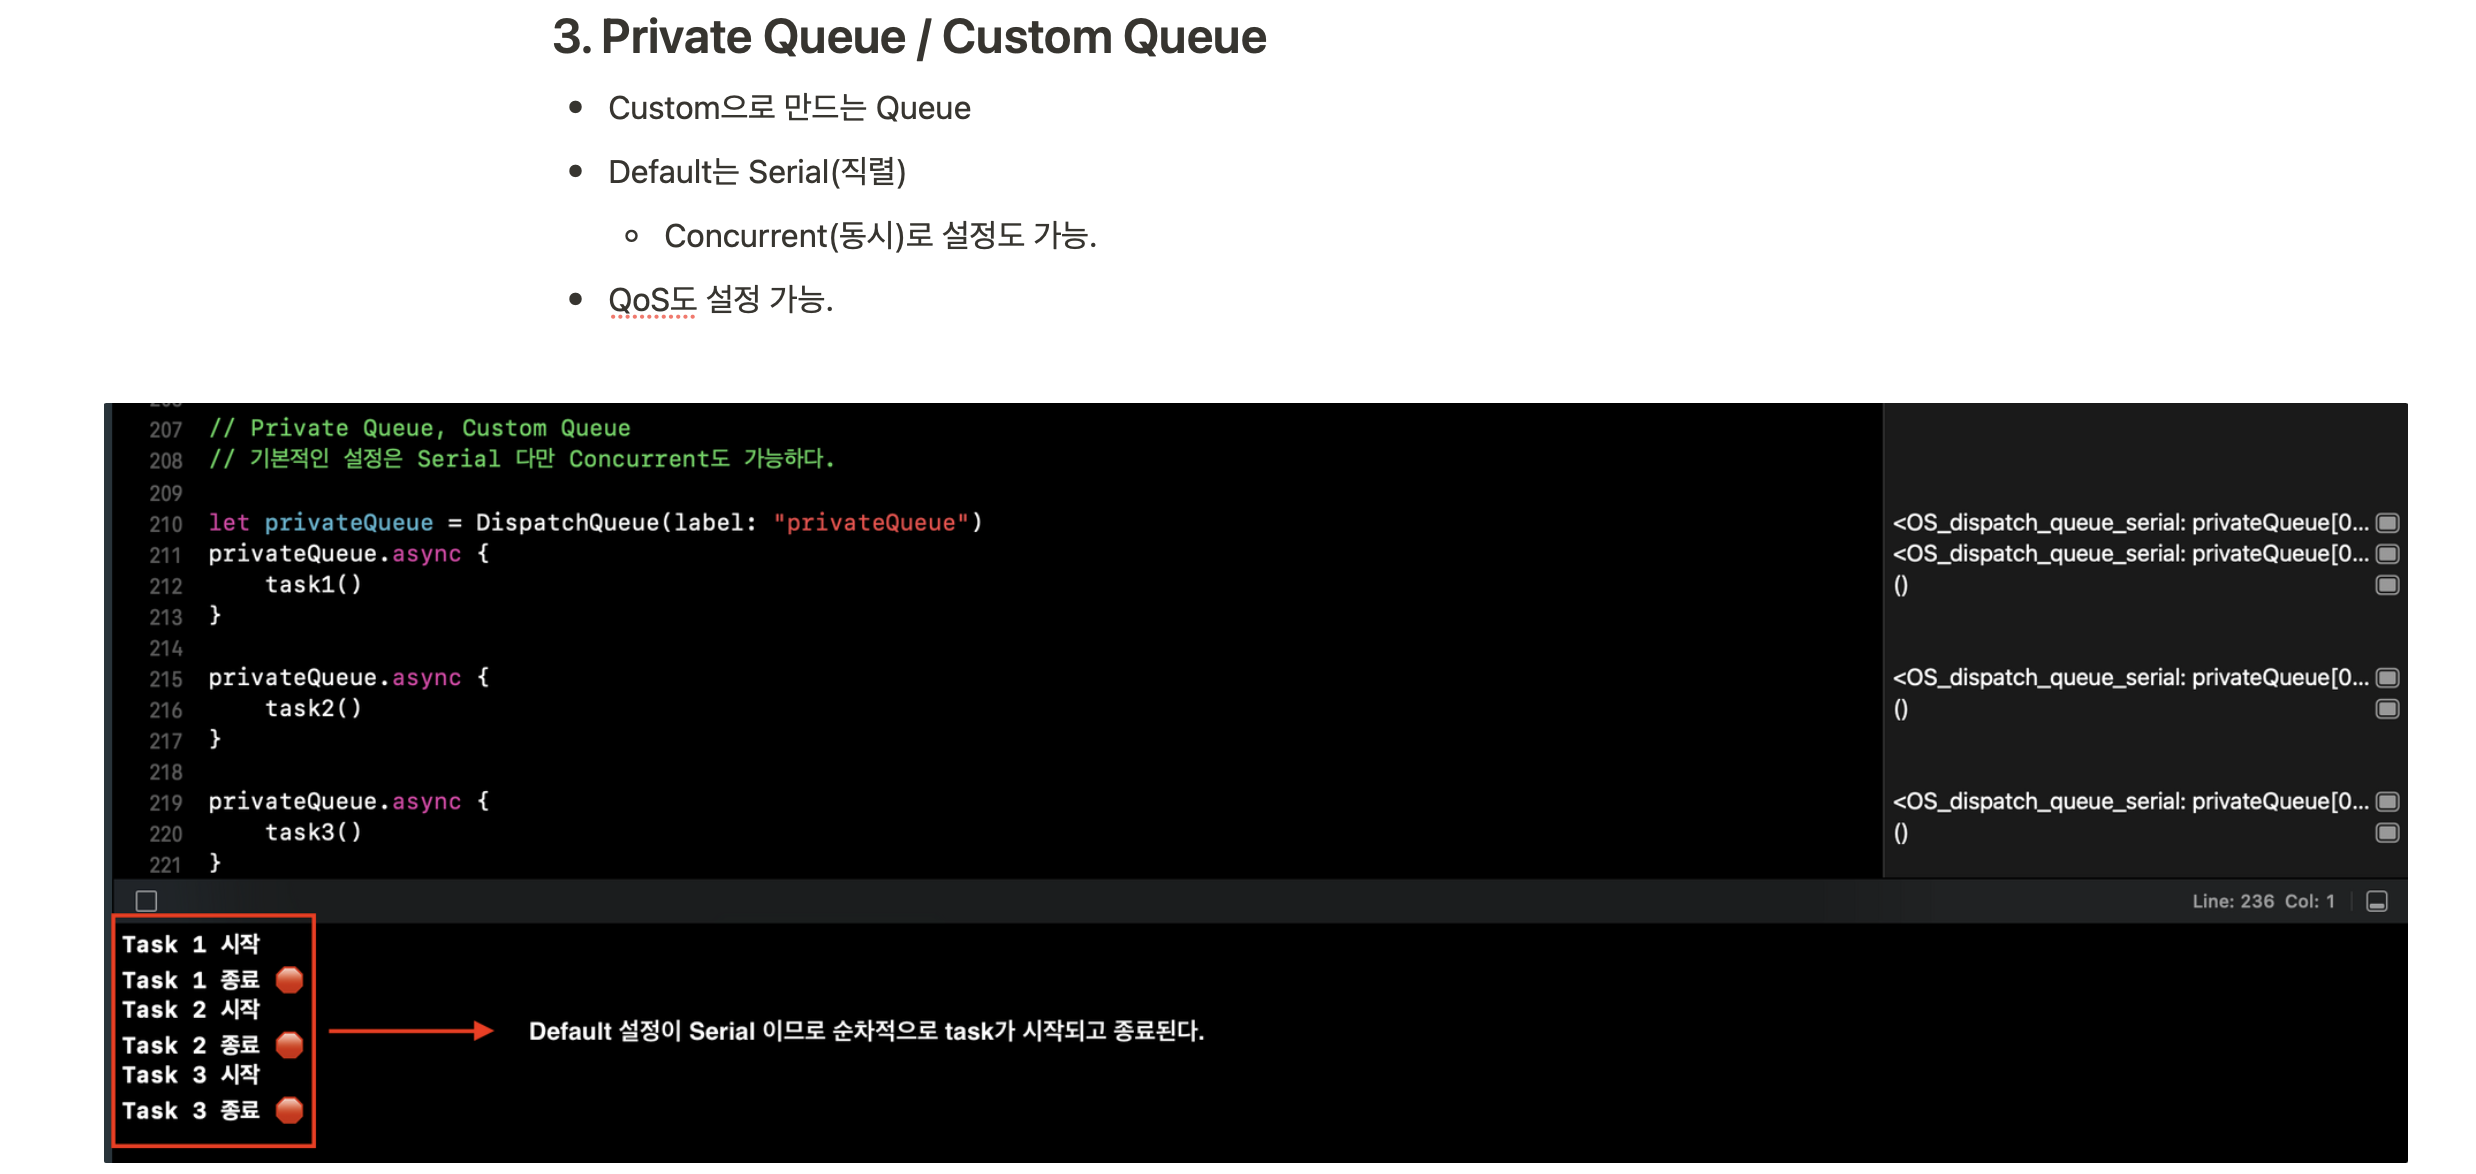 3. Private Queue / Custom Queue
Custom으로 만드는 Queue
Default는 Serial(직렬)
Concurrent(동시)로 설정도 가능.
QoS도 설정 가능.
207 // Private Queue, Custom Queue
208 // 기본적인 설정은 Serial 다만 Concurrent도 가능하다.
209
210 let privateQueue = DispatchQueue(label: "privateQueue") <OS_dispatch_queue_serial: privateQueue[0...
211 privateQueue.async { <OS_dispatch_queue_serial: privateQueue[0...
212 task1() ()
213 }
214
215 privateQueue.async { <OS_dispatch_queue_serial: privateQueue[0...
216 task2() ()
217 }
218
219 privateQueue.async { <OS_dispatch_queue_serial: privateQueue[0...
220 task3() ()
221 }
Line: 236 Col: 1
Task 1 시작
Task 1 종료 🛑
Task 2 시작
Task 2 종료 🛑
Task 3 시작
Task 3 종료 🛑
Default 설정이 Serial 이므로 순차적으로 task가 시작되고 종료된다.